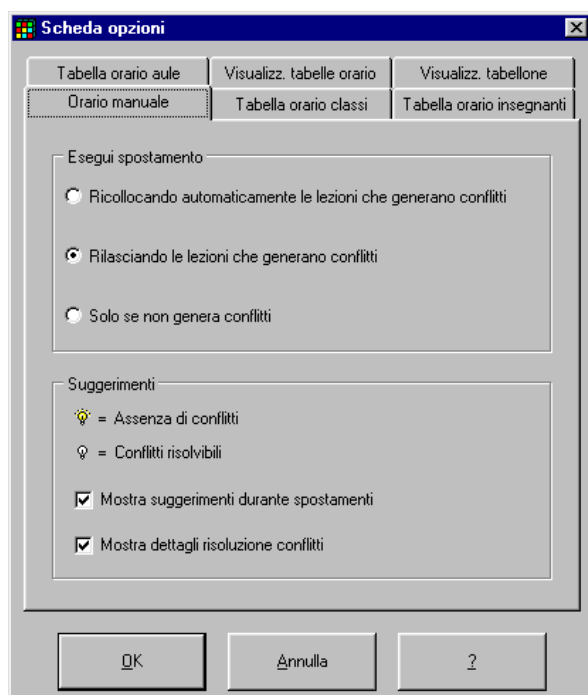 Scheda opzioni
Tabella orario aule
Visualizz. tabelle orario
Visualizz. tabellone
Orario manuale
Tabella orario classi
Tabella orario insegnanti
Esegui spostamento
Ricollocando automaticamente le lezioni che generano conflitti
Rilasciando le lezioni che generano conflitti
Solo se non genera conflitti
Suggerimenti
= Assenza di conflitti
= Conflitti risolvibili
Mostra suggerimenti durante spostamenti
Mostra dettagli risoluzione conflitti
OK
Annulla
?